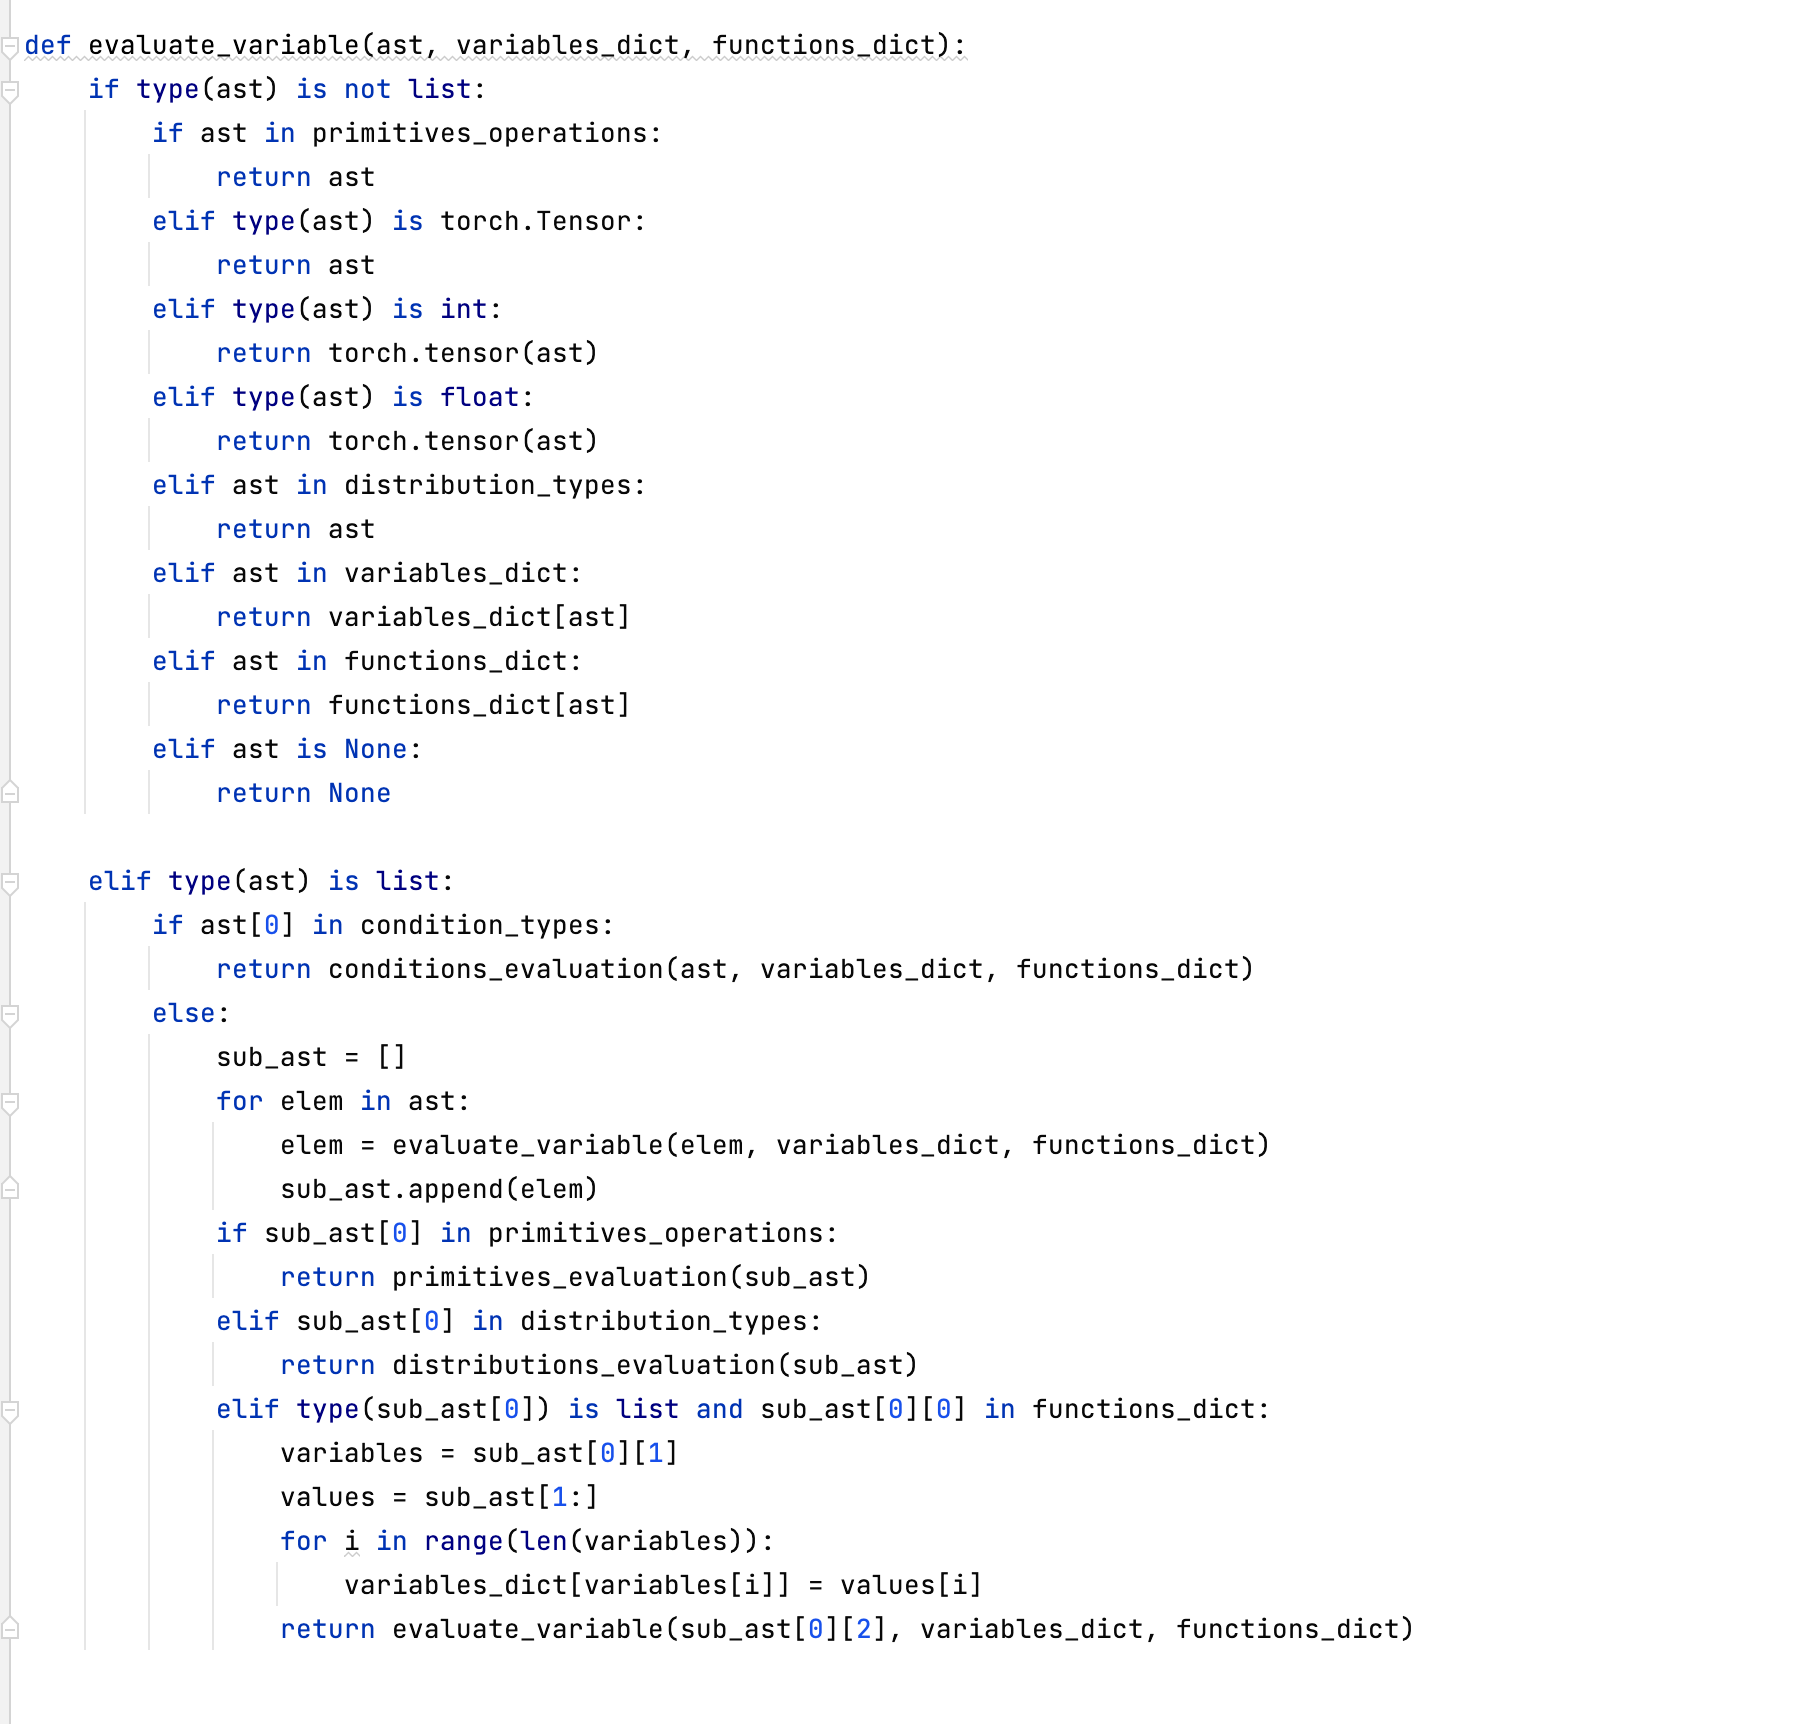 def evaluate_variable(ast, variables_dict, functions_dict):
    if type(ast) is not list:
        if ast in primitives_operations:
            return ast
        elif type(ast) is torch.Tensor:
            return ast
        elif type(ast) is int:
            return torch.tensor(ast)
        elif type(ast) is float:
            return torch.tensor(ast)
        elif ast in distribution_types:
            return ast
        elif ast in variables_dict:
            return variables_dict[ast]
        elif ast in functions_dict:
            return functions_dict[ast]
        elif ast is None:
            return None

    elif type(ast) is list:
        if ast[0] in condition_types:
            return conditions_evaluation(ast, variables_dict, functions_dict)
        else:
            sub_ast = []
            for elem in ast:
                elem = evaluate_variable(elem, variables_dict, functions_dict)
                sub_ast.append(elem)
            if sub_ast[0] in primitives_operations:
                return primitives_evaluation(sub_ast)
            elif sub_ast[0] in distribution_types:
                return distributions_evaluation(sub_ast)
            elif type(sub_ast[0]) is list and sub_ast[0][0] in functions_dict:
                variables = sub_ast[0][1]
                values = sub_ast[1:]
                for i in range(len(variables)):
                    variables_dict[variables[i]] = values[i]
                return evaluate_variable(sub_ast[0][2], variables_dict, functions_dict)